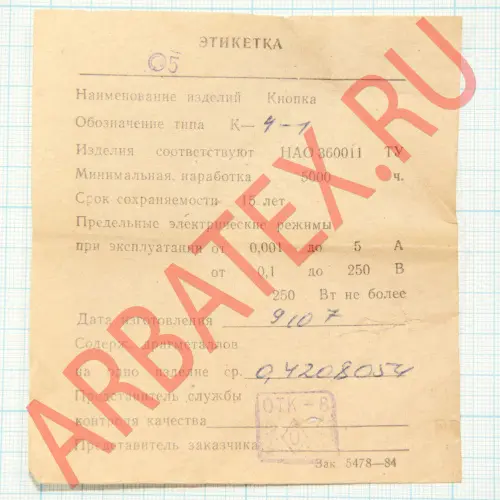 ЭТИКЕТКА
05
Наименование изделий Кнопка
Обозначение типа К— 4-1
Изделия соответствуют НАО 360011 ТУ
Минимальная наработка 5000 ч.
Срок сохраняемости 15 лет
Предельные электрические режимы
при эксплуатации от 0,001 до 5 А
от 0,1 до 250 В
250 Вт не более
Дата изготовления 9107
Содерж. драгметаллов
на одно изделие ср. 0,4208054
Представитель службы
контроля качества
ОТК-8
Представитель заказчика
Зак. 5478—84
ARBATEX.RU